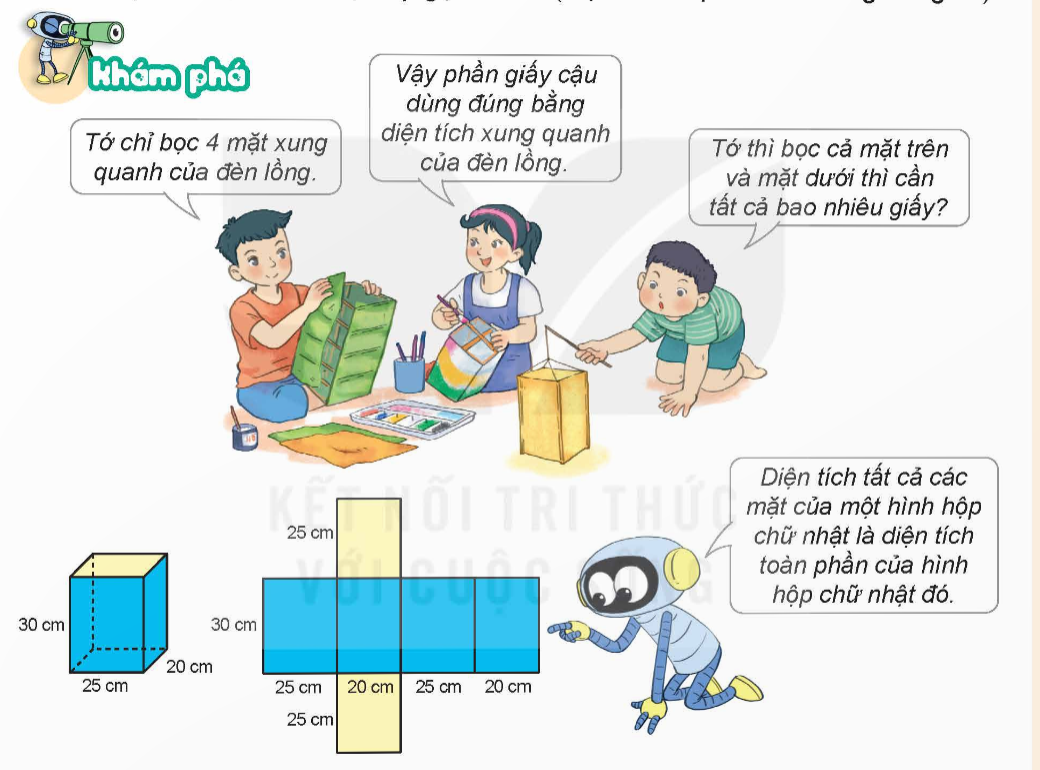 khám phá
Tớ chỉ bọc 4 mặt xung
quanh của đèn lồng.
Vậy phần giấy cậu
dùng đúng bằng
diện tích xung quanh
của đèn lồng.
Tớ thì bọc cả mặt trên
và mặt dưới thì cần
tất cả bao nhiêu giấy?
KẾT NỐI TRI THỨC
VỚI CUỘC SỐNG
Diện tích tất cả các
mặt của một hình hộp
chữ nhật là diện tích
toàn phần của hình
hộp chữ nhật đó.
30 cm
20 cm
25 cm
25 cm
30 cm
25 cm 20 cm 25 cm 20 cm
25 cm